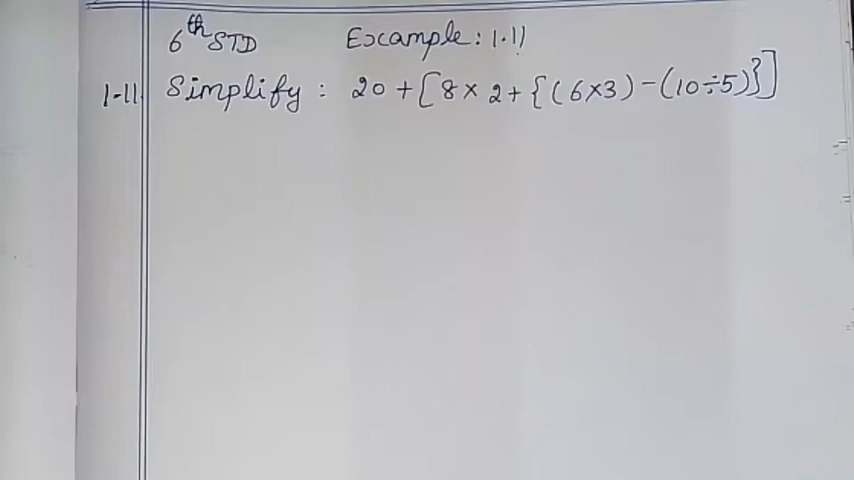 6th STD Example: 1.11
1.11. Simplify: 20 + [8 × 2 + {(6×3) - (10÷5)}]